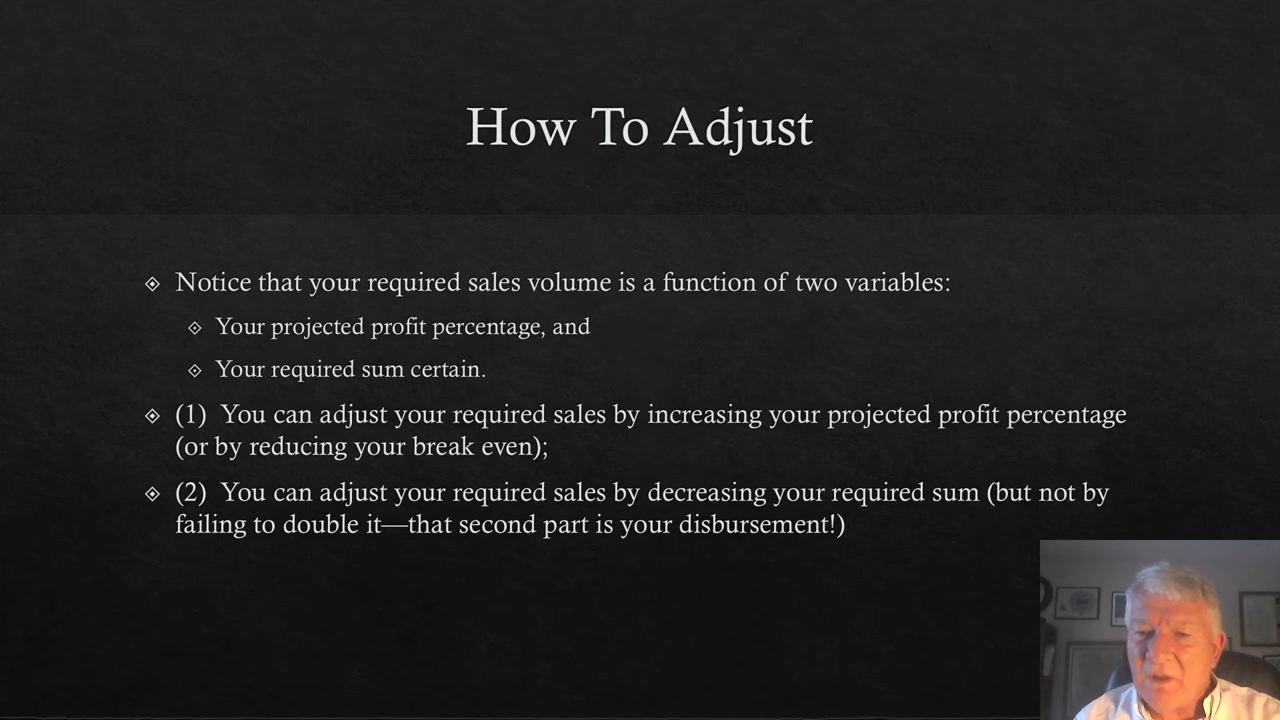 How To Adjust
Notice that your required sales volume is a function of two variables:
Your projected profit percentage, and
Your required sum certain.
(1) You can adjust your required sales by increasing your projected profit percentage
(or by reducing your break even);
(2) You can adjust your required sales by decreasing your required sum (but not by
failing to double it—that second part is your disbursement!)